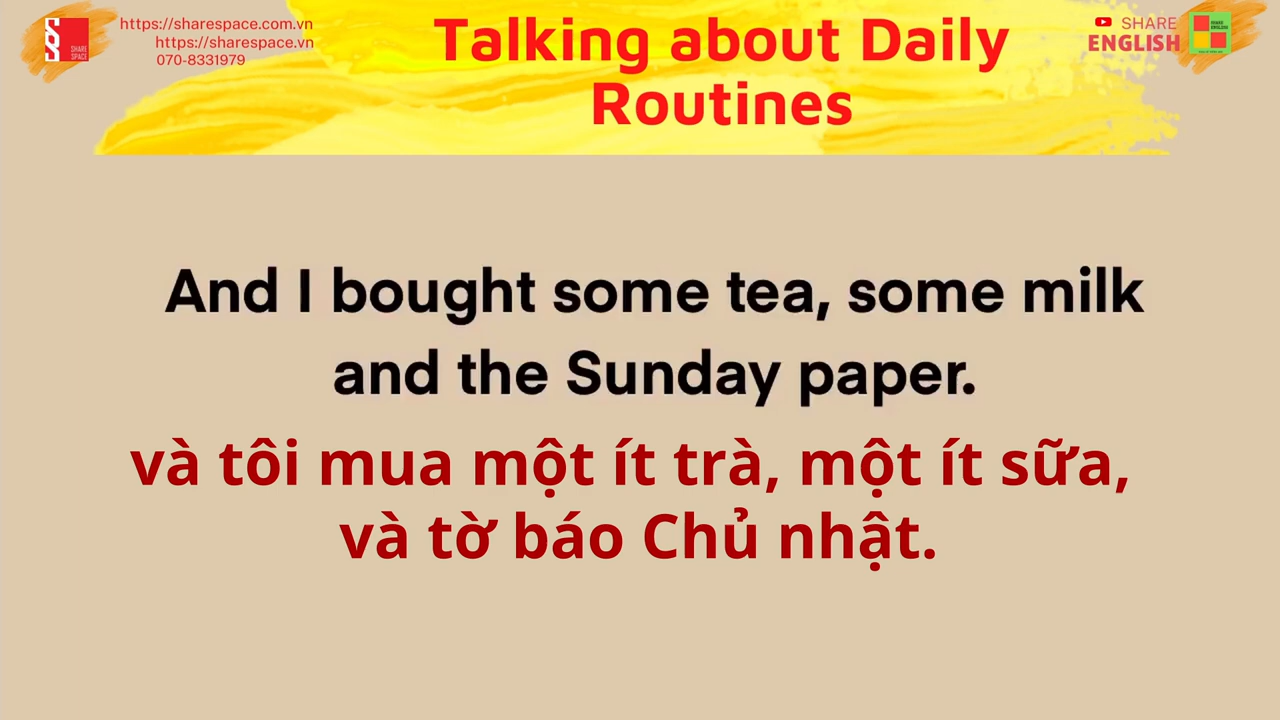 https://sharespace.com.vn
https://sharespace.vn
070-8331979
SHARE
SPACE
Talking about Daily
Routines
SHARE
ENGLISH
And I bought some tea, some milk
and the Sunday paper.
và tôi mua một ít trà, một ít sữa,
và tờ báo Chủ nhật.